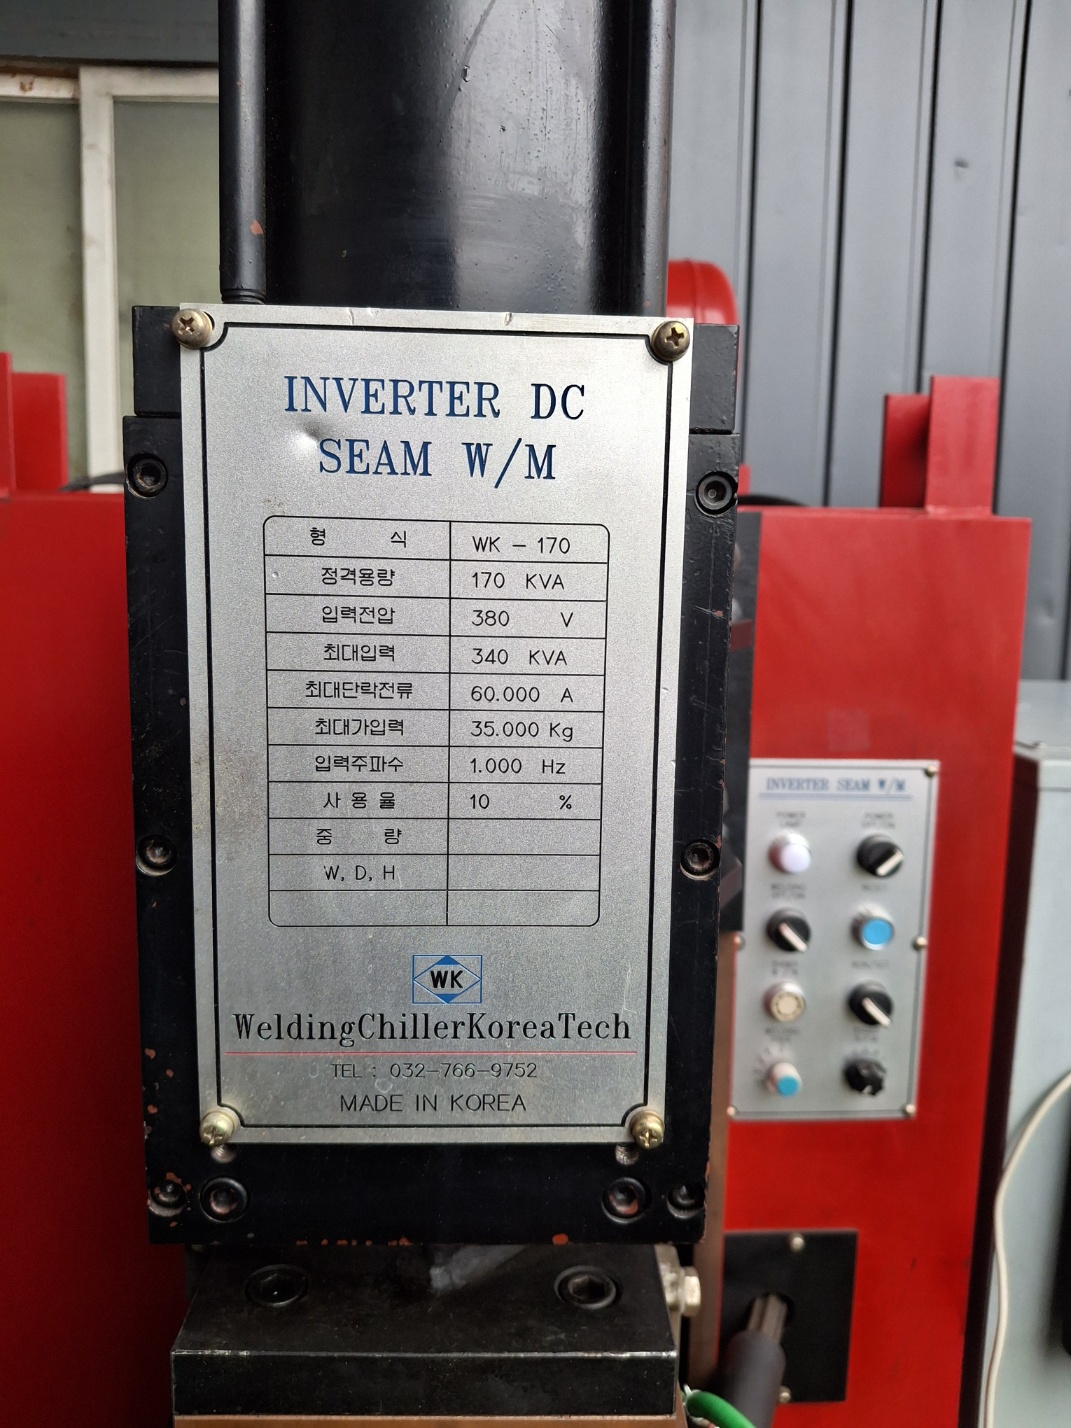 INVERTER DC
SEAM W/M
형 식 WK - 170
정격용량 170 KVA
입력전압 380 V
최대입력 340 KVA
최대단락전류 60.000 A
최대가입력 35.000 Kg
입력주파수 1.000 Hz
사 용 율 10 %
중 량
W, D, H
WK
WeldingChillerKoreaTech
TEL : 032-766-9752
MADE IN KOREA
INVERTER SEAM W/M